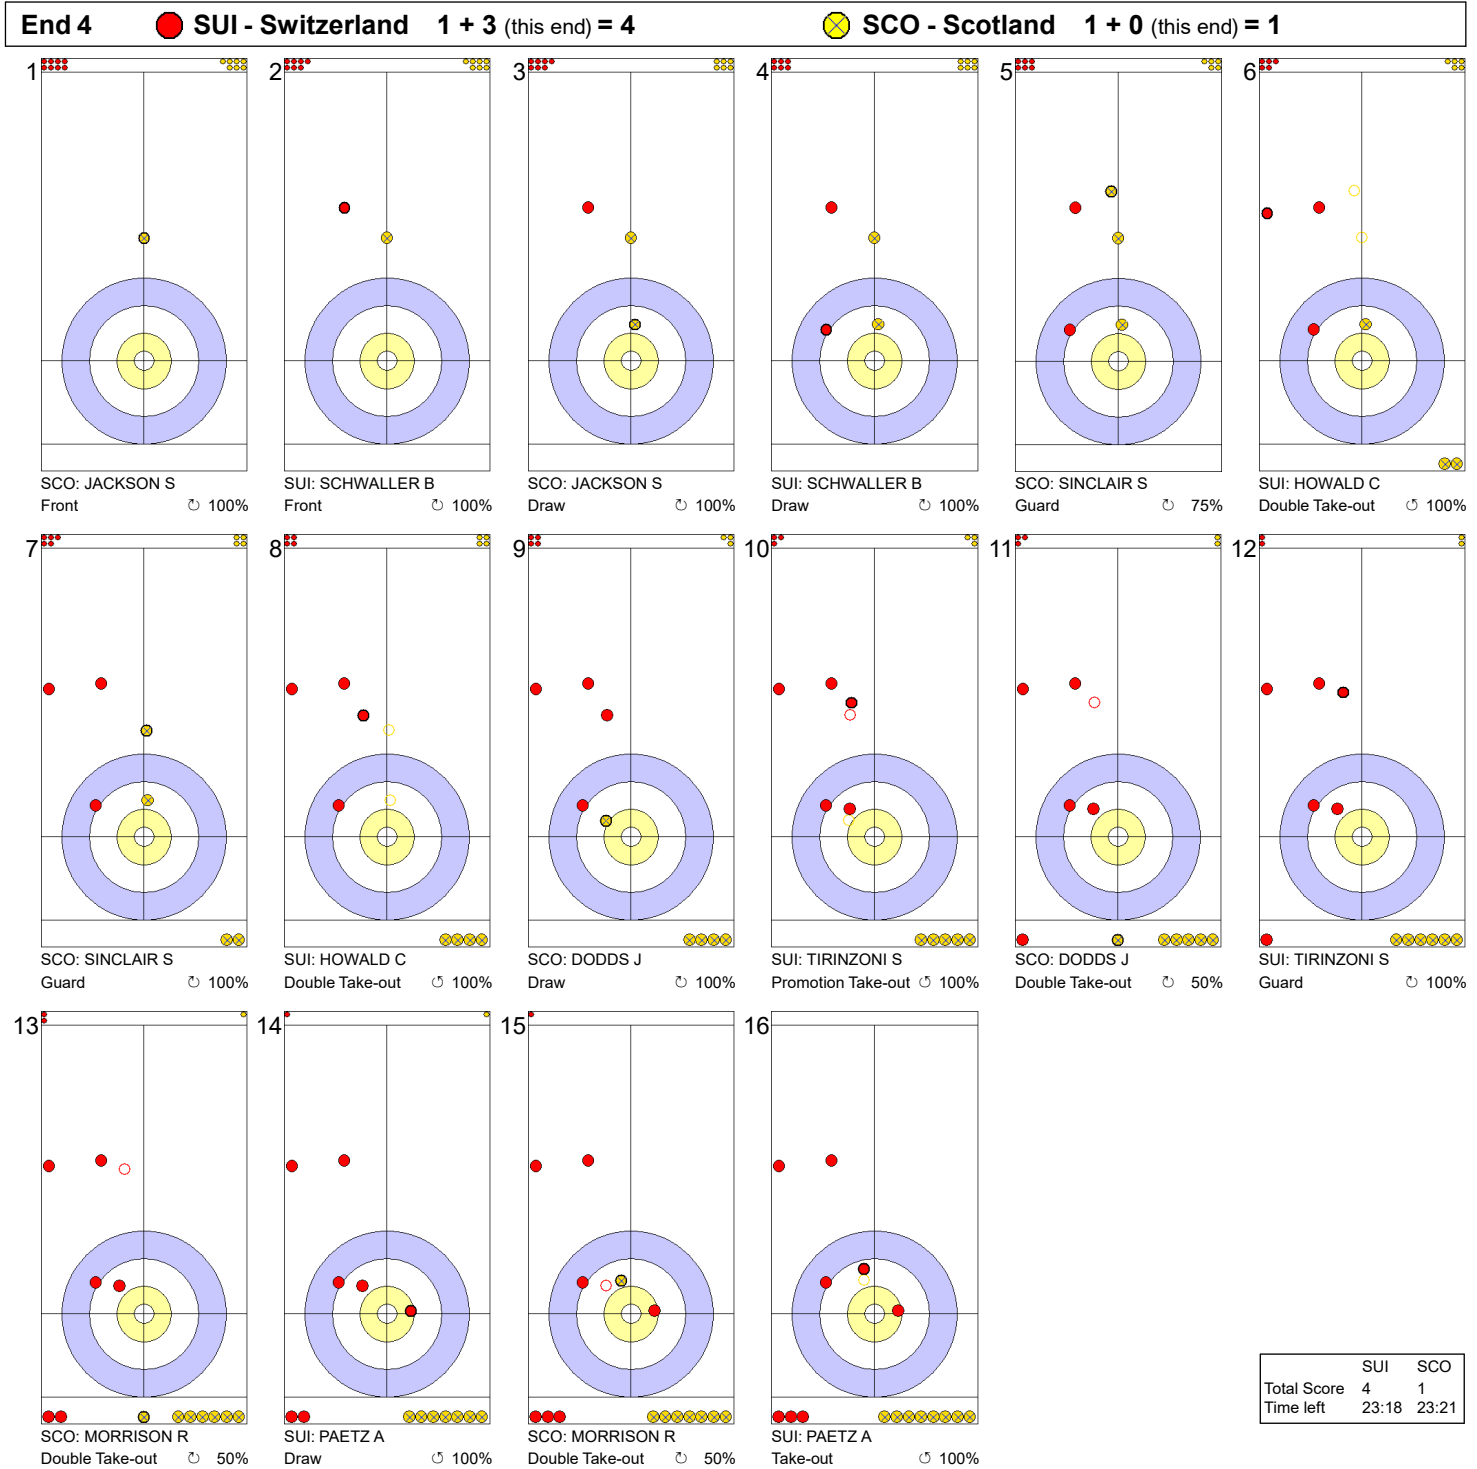 End 4 SUI - Switzerland 1 + 3 (this end) = 4 SCO - Scotland 1 + 0 (this end) = 1
1 2 3 4 5 6
SCO: JACKSON S SUI: SCHWALLER B SCO: JACKSON S SUI: SCHWALLER B SCO: SINCLAIR S SUI: HOWALD C
Front ↻ 100% Front ↻ 100% Draw ↻ 100% Draw ↻ 100% Guard ↻ 75% Double Take-out ↻ 100%
7 8 9 10 11 12
SCO: SINCLAIR S SUI: HOWALD C SCO: DODDS J SUI: TIRINZONI S SCO: DODDS J SUI: TIRINZONI S
Guard ↻ 100% Double Take-out ↻ 100% Draw ↻ 100% Promotion Take-out ↻ 100% Double Take-out ↻ 50% Guard ↻ 100%
13 14 15 16
SCO: MORRISON R SUI: PAETZ A SCO: MORRISON R SUI: PAETZ A
Double Take-out ↻ 50% Draw ↻ 100% Double Take-out ↻ 50% Take-out ↻ 100%
SUI SCO
Total Score 4 1
Time left 23:18 23:21